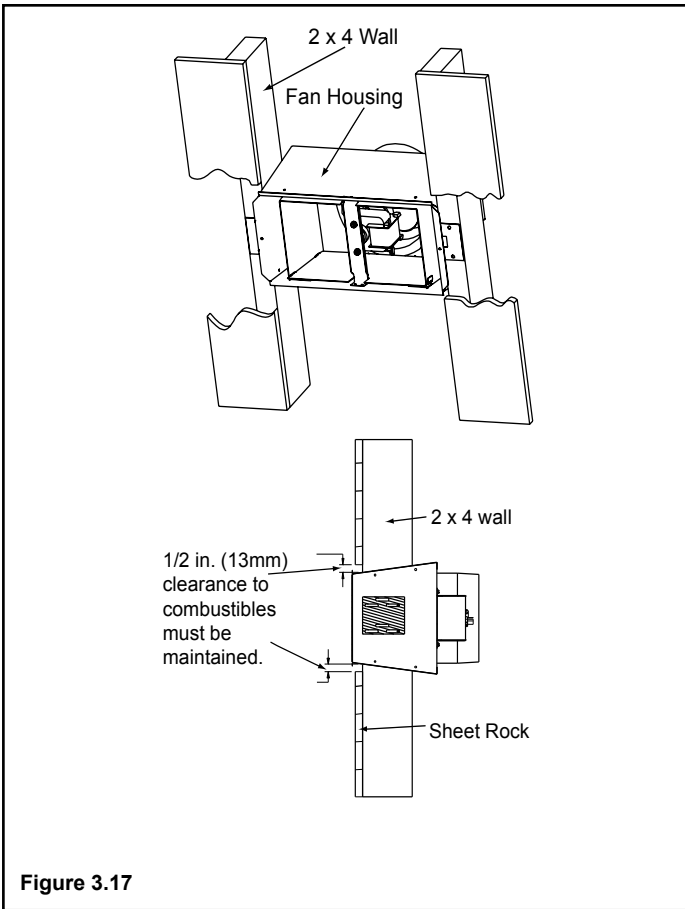 2 x 4 Wall
Fan Housing
2 x 4 wall
1/2 in. (13mm)
clearance to
combustibles
must be
maintained.
Sheet Rock
Figure 3.17